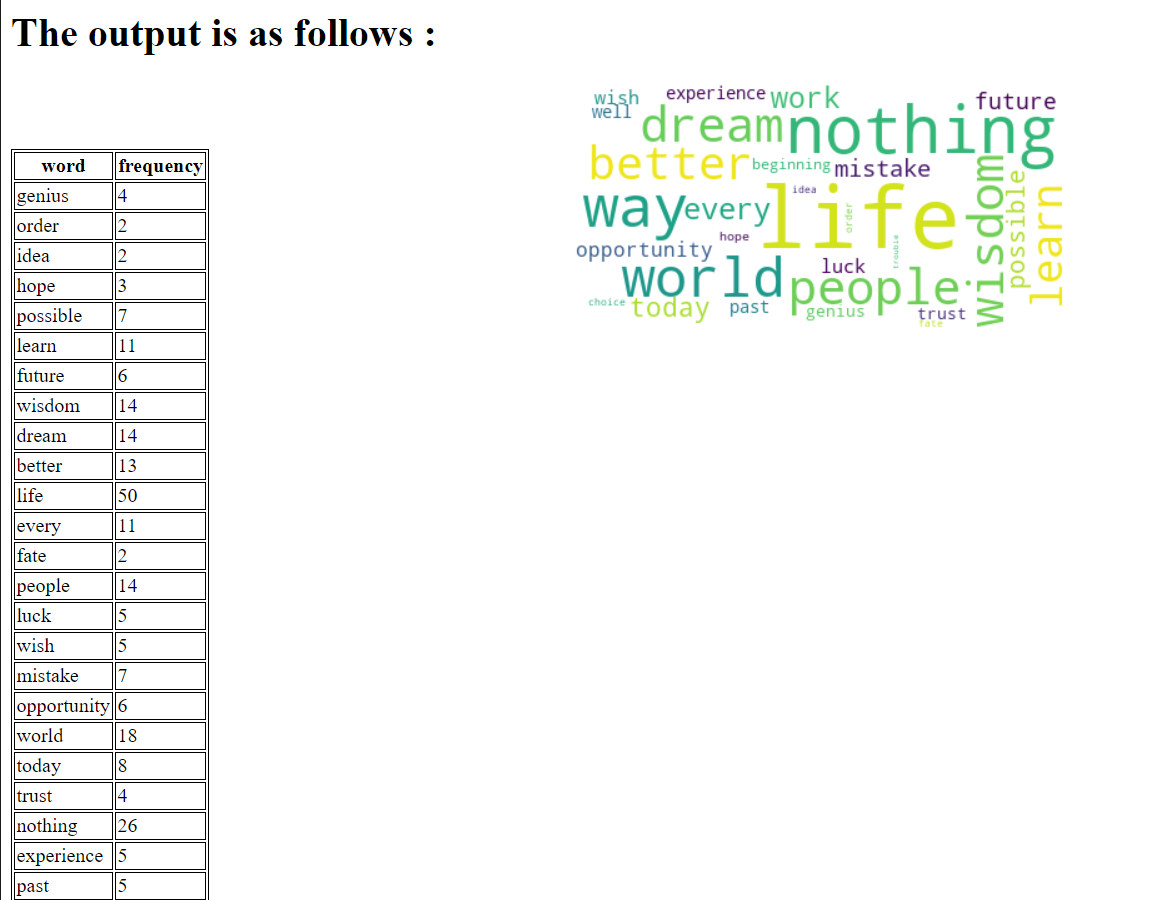 The output is as follows :
word frequency
genius 4
order 2
idea 2
hope 3
possible 7
learn 11
future 6
wisdom 14
dream 14
better 13
life 50
every 11
fate 2
people 14
luck 5
wish 5
mistake 7
opportunity 6
world 18
today 8
trust 4
nothing 26
experience 5
past 5
wish
experience
work
future
well
dream
nothing
better
beginning
mistake
idea
way
every
life
order
wisdom
possible
learn
hope
trouble
opportunity
luck
world
people
choice
today
past
genius
trust
fate